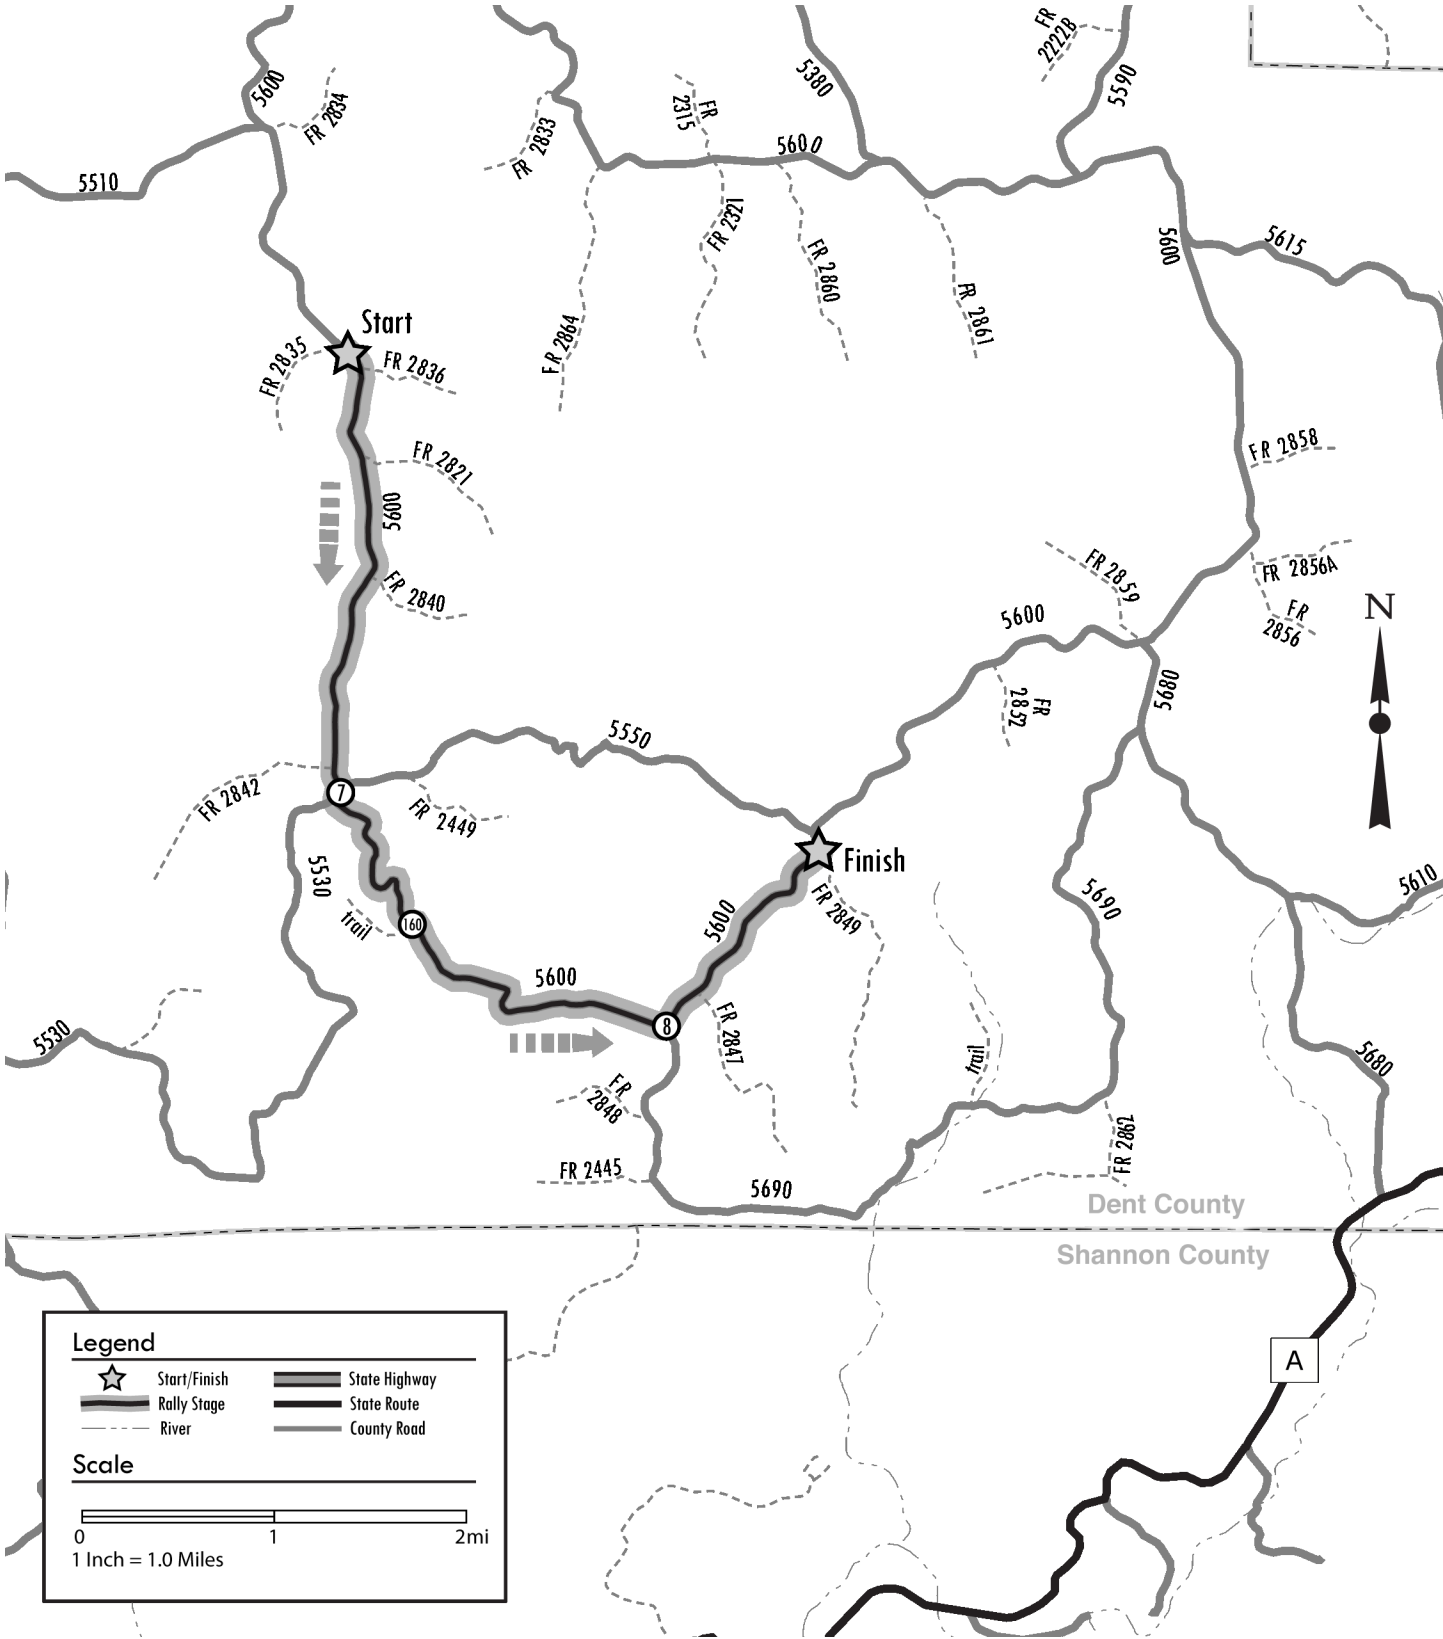 FR
2222B
5600
5380
5590
FR 2834
FR
2315
FR 2833
5600
5510
FR 2321
5600
5615
FR 2860
FR 2861
Start
FR 2864
FR 2835
FR 2836
FR 2821
FR 2858
5600
FR 2840
FR 2859
FR 2856A
FR
2856
N
5600
5680
FR
2852
5550
FR 2842
7
FR 2449
Finish
5530
FR 2849
5690
5610
trail
160
5600
5600
8
5530
FR 2847
trail
5680
FR
2848
FR 2862
FR 2445
5690
Dent County
Shannon County
A
Legend
Start/Finish
State Highway
Rally Stage
State Route
River
County Road
Scale
0
1
2mi
1 Inch = 1.0 Miles